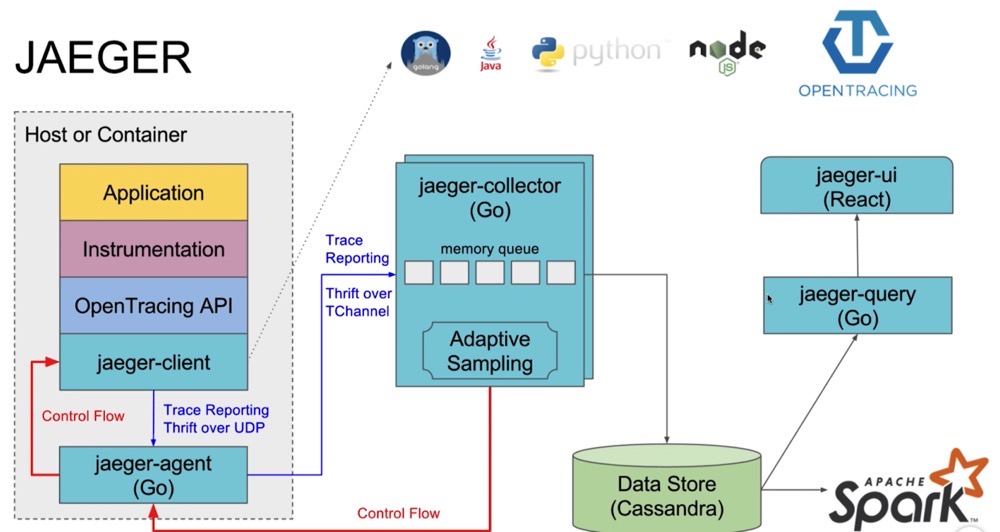 JAEGER
golang
Java
python
node
JS
OPENTRACING
Host or Container
Application
Instrumentation
OpenTracing API
jaeger-client
Control Flow
Trace Reporting
Thrift over UDP
jaeger-agent
(Go)
Trace
Reporting
Thrift over
TChannel
jaeger-collector
(Go)
memory queue
Adaptive
Sampling
Control Flow
Data Store
(Cassandra)
jaeger-ui
(React)
jaeger-query
(Go)
APACHE
Spark